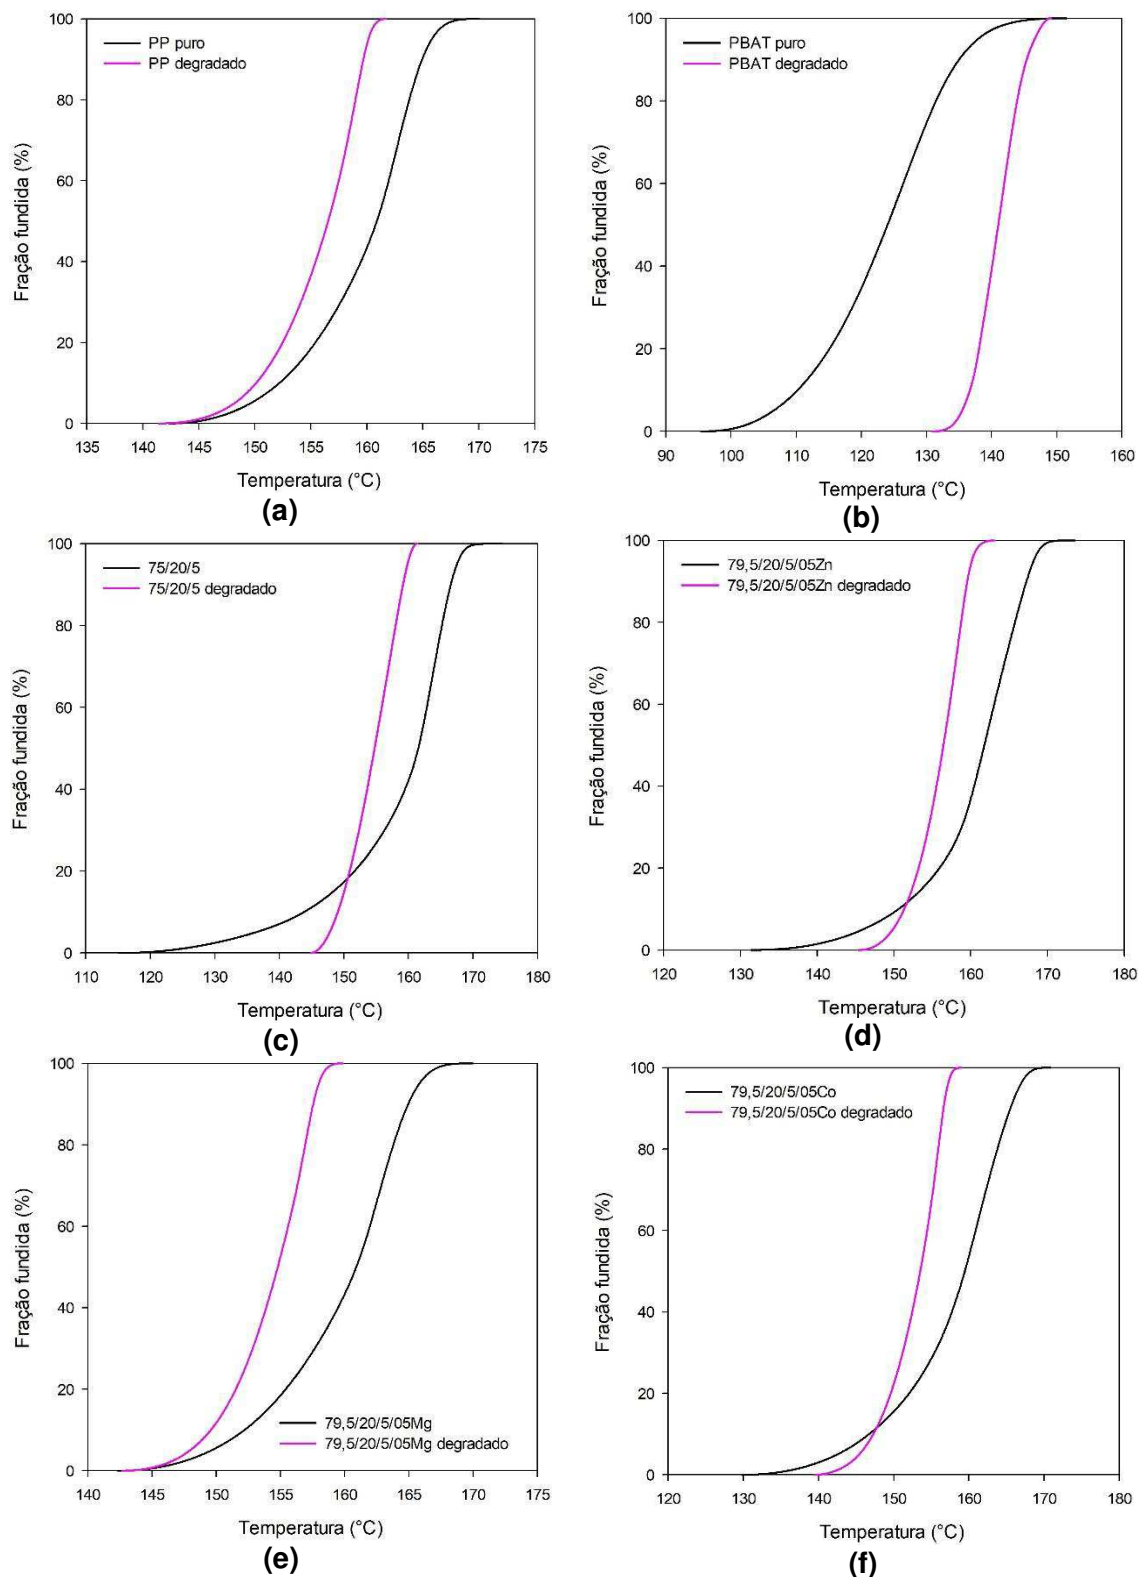 PP puro
PP degradado
Fração fundida (%)
100
80
60
40
20
0
135 140 145 150 155 160 165 170 175
Temperatura (°C)
(a)
PBAT puro
PBAT degradado
Fração fundida (%)
100
80
60
40
20
0
90 100 110 120 130 140 150 160
Temperatura (°C)
(b)
75/20/5
75/20/5 degradado
Fração fundida (%)
100
80
60
40
20
0
110 120 130 140 150 160 170 180
Temperatura (°C)
(c)
79,5/20/5/05Zn
79,5/20/5/05Zn degradado
Fração fundida (%)
100
80
60
40
20
0
120 130 140 150 160 170 180
Temperatura (°C)
(d)
79,5/20/5/05Mg
79,5/20/5/05Mg degradado
Fração fundida (%)
100
80
60
40
20
0
140 145 150 155 160 165 170 175
Temperatura (°C)
(e)
79,5/20/5/05Co
79,5/20/5/05Co degradado
Fração fundida (%)
100
80
60
40
20
0
120 130 140 150 160 170 180
Temperatura (°C)
(f)